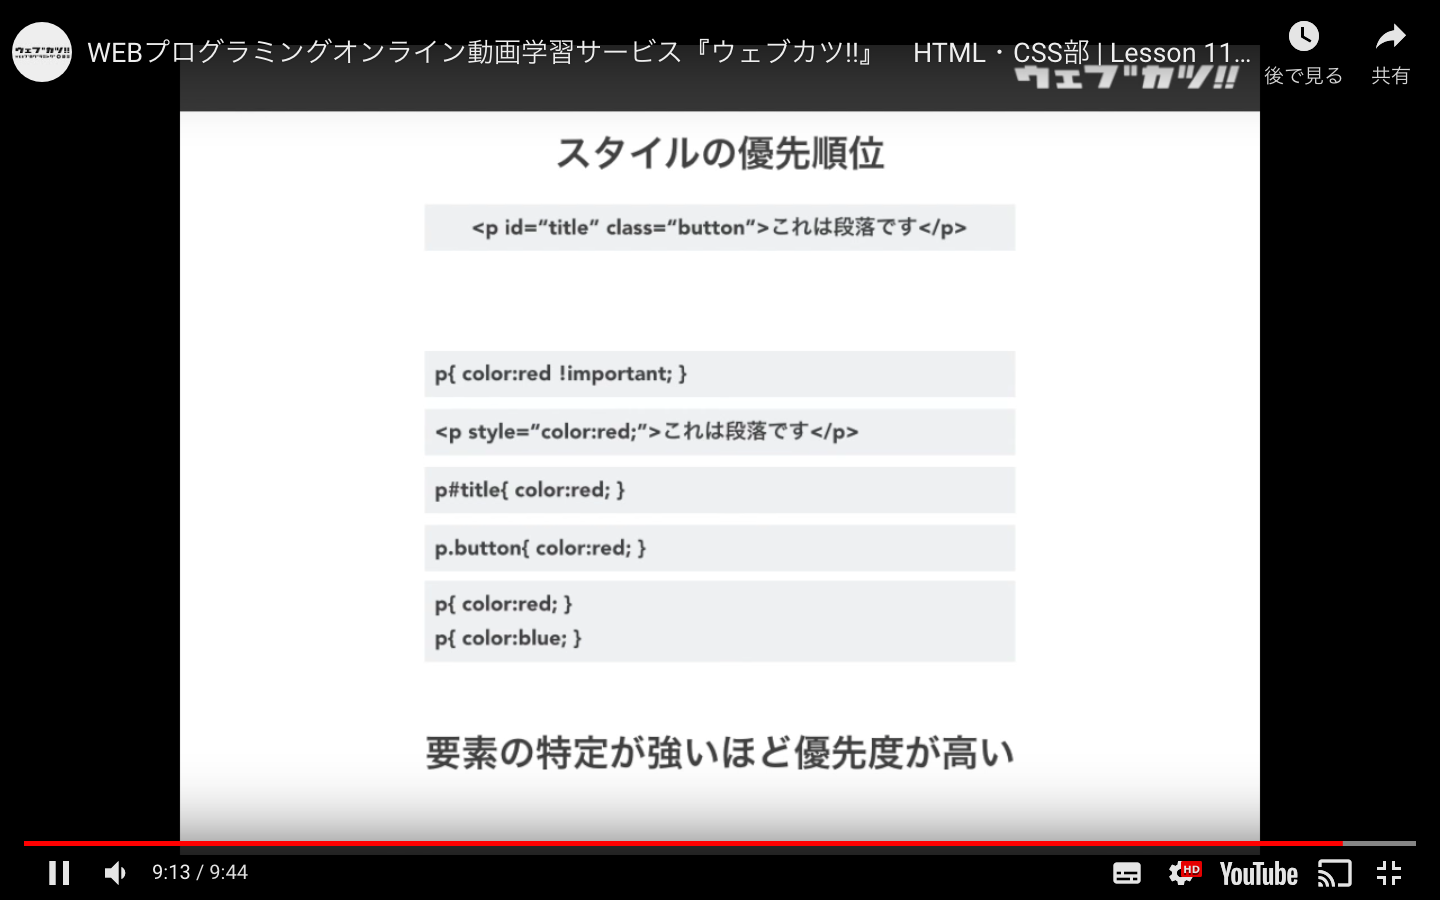 WEBプログラミングオンライン動画学習サービス『ウェブカツ!!』　HTML・CSS部 | Lesson 11...
後で見る
共有
ウェブカツ!!
スタイルの優先順位
<p id=“title” class=“button”>これは段落です</p>
p{ color:red !important; }
<p style=“color:red;”>これは段落です</p>
p#title{ color:red; }
p.button{ color:red; }
p{ color:red; }
p{ color:blue; }
要素の特定が強いほど優先度が高い
9:13 / 9:44
HD
YouTube